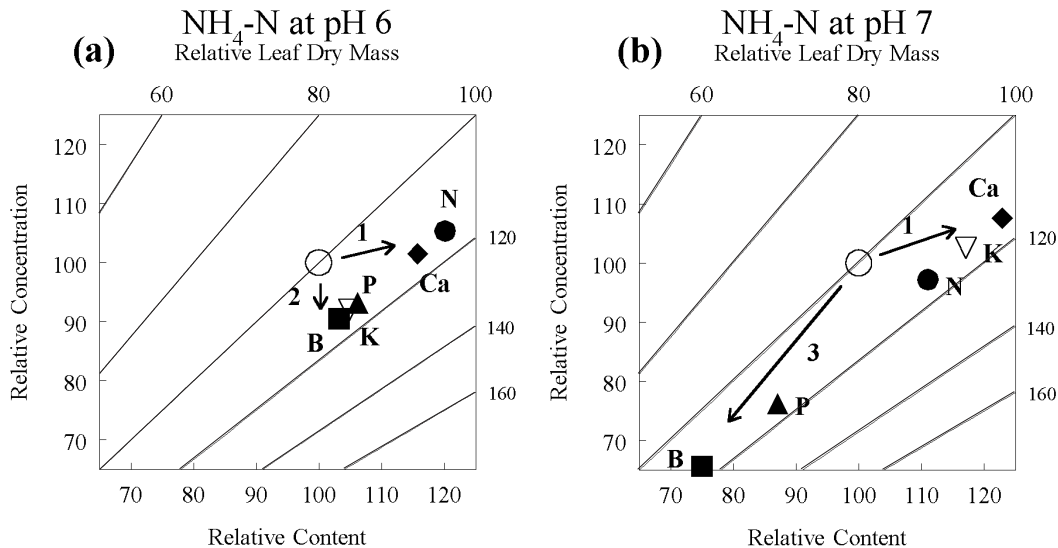 NH₄-N at pH 6
(a)
Relative Leaf Dry Mass
60 80 100
Relative Concentration
120
110
100
90
80
70
N
1
Ca
2
P
B
K
120
140
160
70 80 90 100 110 120
Relative Content
NH₄-N at pH 7
(b)
Relative Leaf Dry Mass
60 80 100
Relative Concentration
120
110
100
90
80
70
Ca
1
K
N
3
P
B
120
140
160
70 80 90 100 110 120
Relative Content